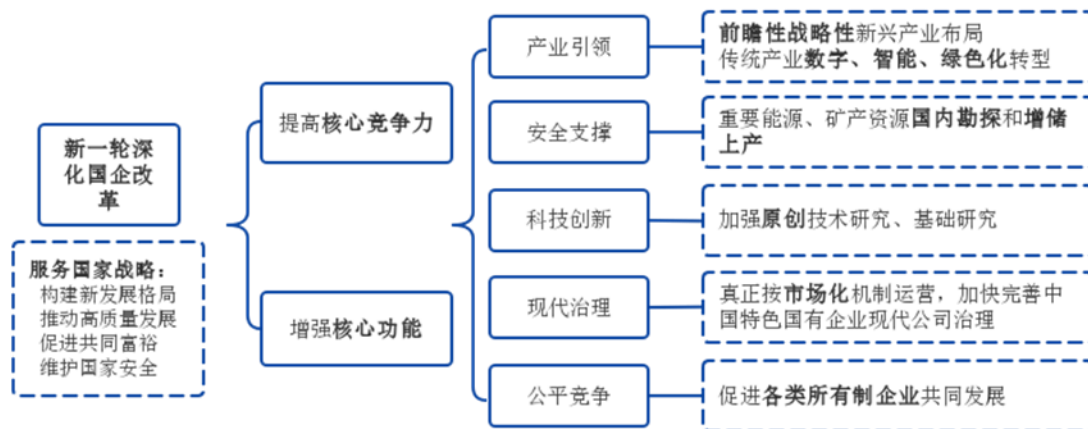 新一轮深
化国企改
革
服务国家战略：
构建新发展格局
推动高质量发展
促进共同富裕
维护国家安全
提高核心竞争力
增强核心功能
产业引领
前瞻性战略性新兴产业布局
传统产业数字、智能、绿色化转型
安全支撑
重要能源、矿产资源国内勘探和增储
上产
科技创新
加强原创技术研究、基础研究
现代治理
真正按市场化机制运营，加快完善中
国特色国有企业现代公司治理
公平竞争
促进各类所有制企业共同发展